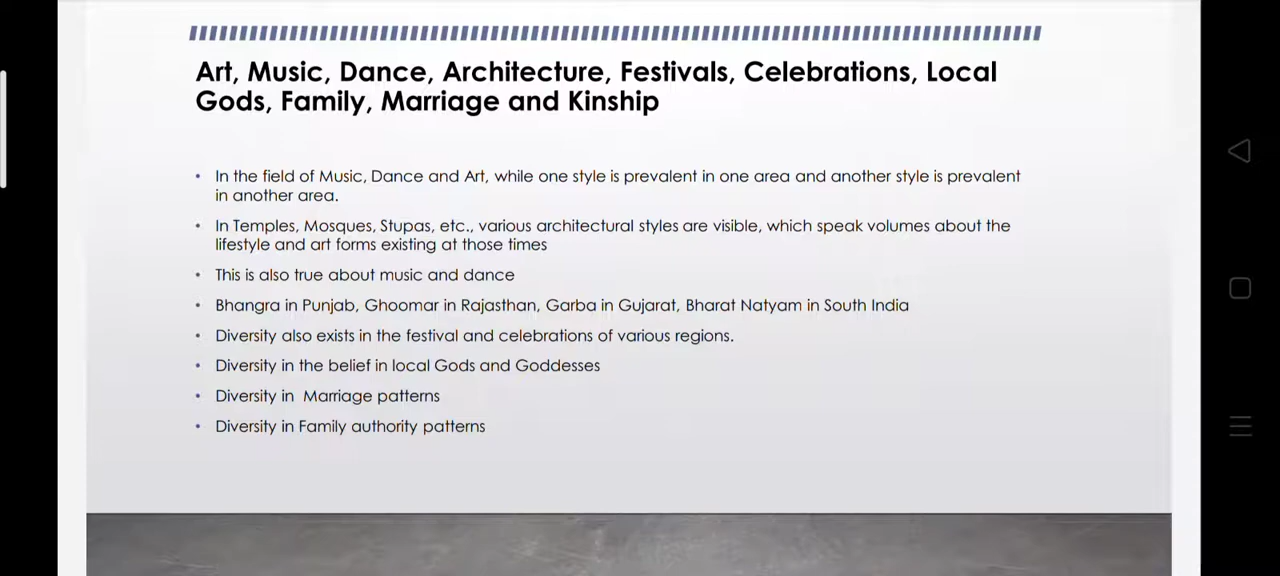 Art, Music, Dance, Architecture, Festivals, Celebrations, Local
Gods, Family, Marriage and Kinship
• In the field of Music, Dance and Art, while one style is prevalent in one area and another style is prevalent
in another area.
• In Temples, Mosques, Stupas, etc., various architectural styles are visible, which speak volumes about the
lifestyle and art forms existing at those times
• This is also true about music and dance
• Bhangra in Punjab, Ghoomar in Rajasthan, Garba in Gujarat, Bharat Natyam in South India
• Diversity also exists in the festival and celebrations of various regions.
• Diversity in the belief in local Gods and Goddesses
• Diversity in  Marriage patterns
• Diversity in Family authority patterns